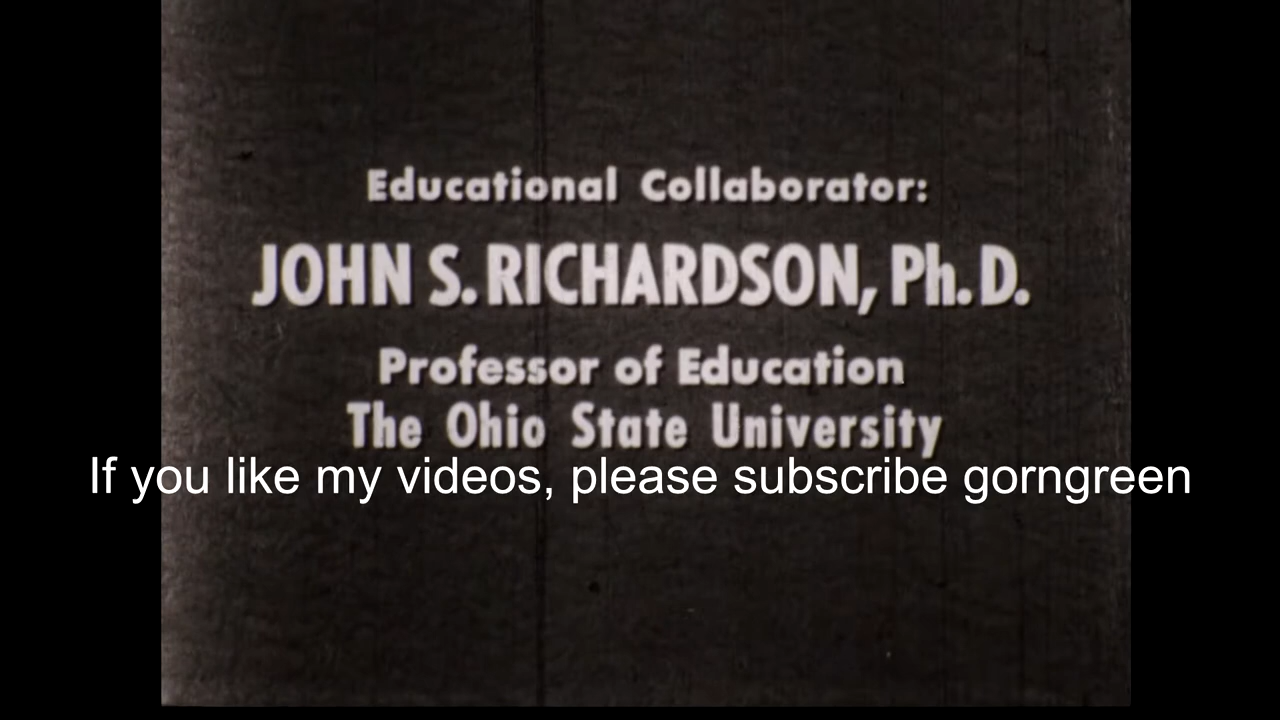 Educational Collaborator:
JOHN S. RICHARDSON, Ph.D.
Professor of Education
The Ohio State University
If you like my videos, please subscribe gorngreen